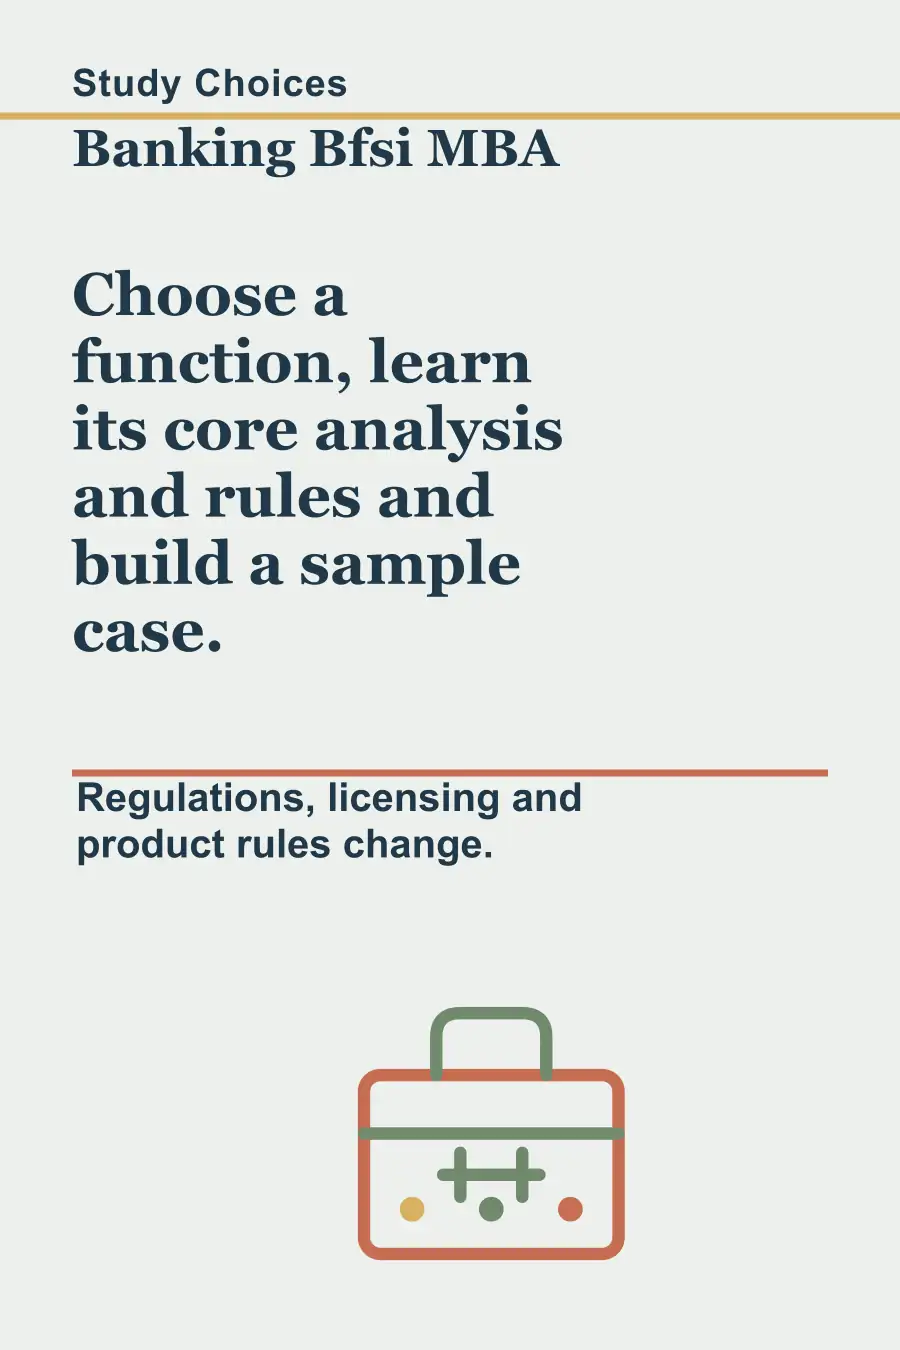 Study Choices
Banking Bfsi MBA
Choose a
function, learn
its core analysis
and rules and
build a sample
case.
Regulations, licensing and
product rules change.